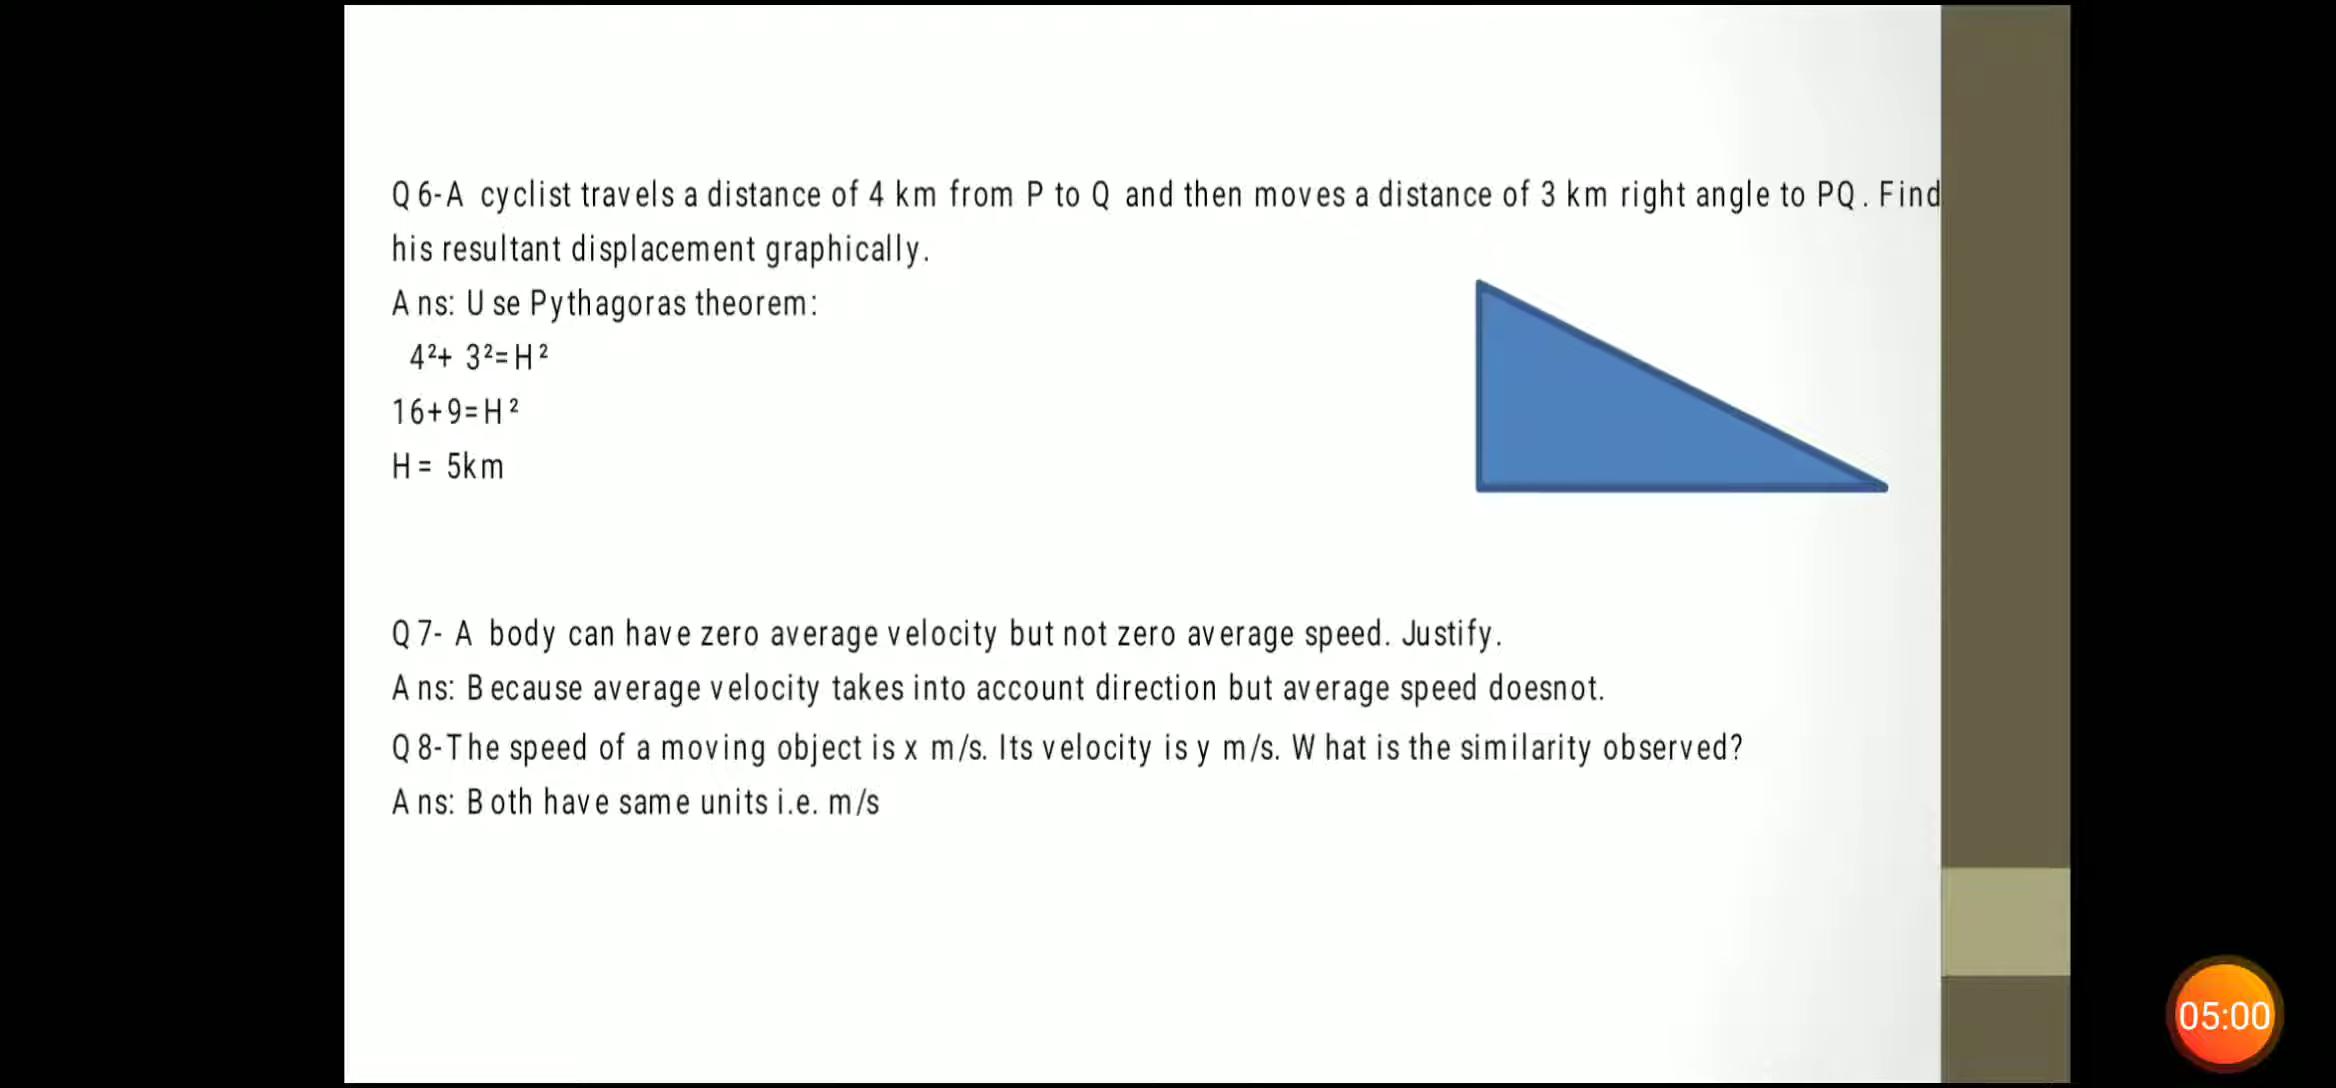 Q6-A cyclist travels a distance of 4 km from P to Q and then moves a distance of 3 km right angle to PQ. Find
his resultant displacement graphically.
Ans: Use Pythagoras theorem:
4²+ 3²=H²
16+9=H²
H= 5km
Q7- A body can have zero average velocity but not zero average speed. Justify.
Ans: Because average velocity takes into account direction but average speed doesnot.
Q8-The speed of a moving object is x m/s. Its velocity is y m/s. What is the similarity observed?
Ans: Both have same units i.e. m/s
05:00